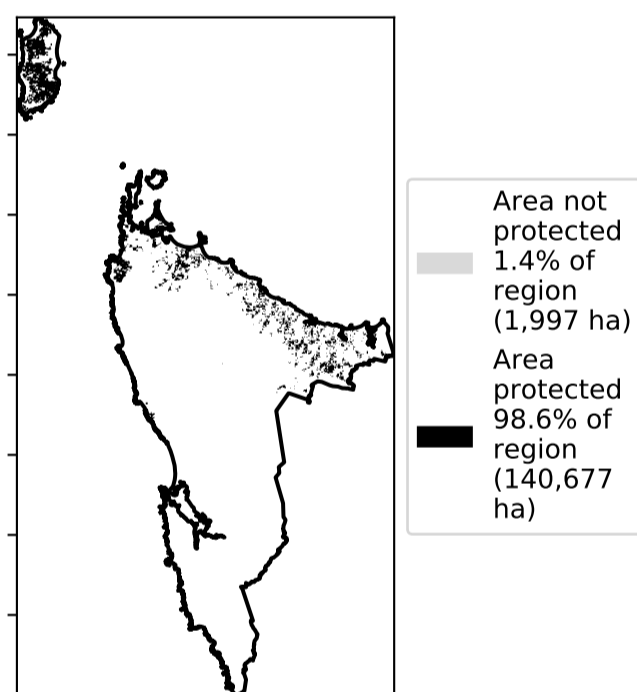 Area not
protected
1.4% of
region
(1,997 ha)
Area
protected
98.6% of
region
(140,677
ha)